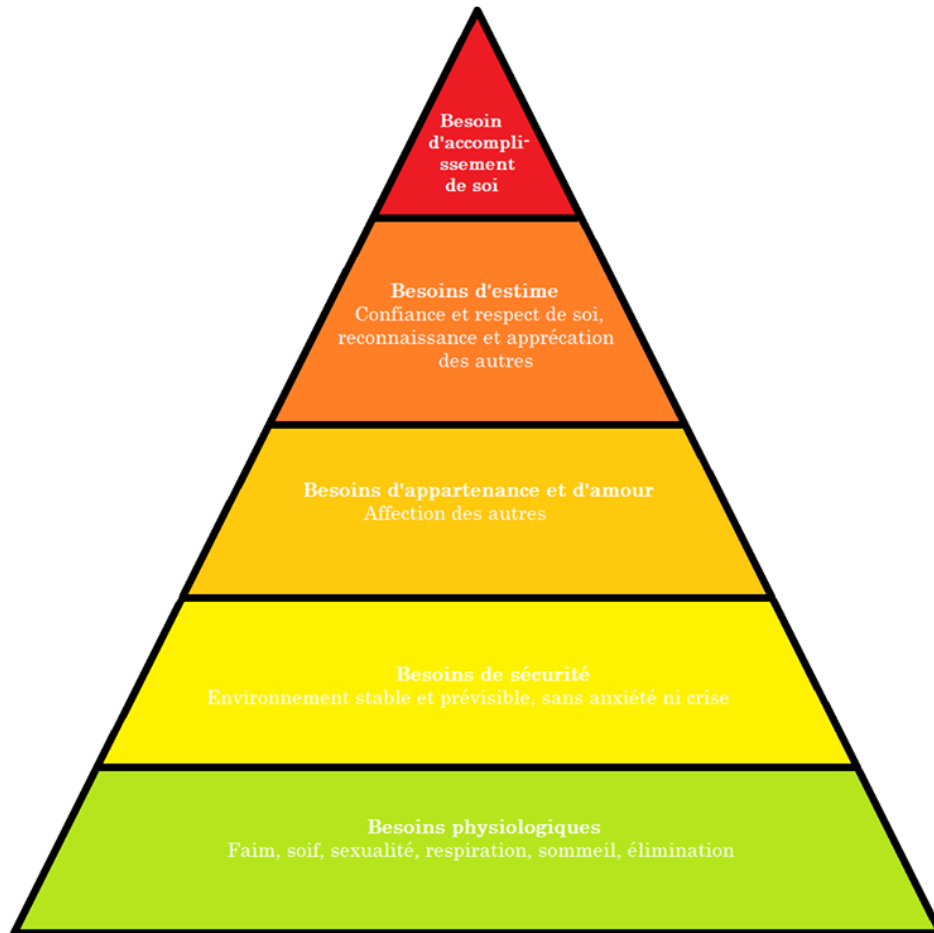 Besoin
d'accompli-
ssement
de soi
Besoins d'estime
Confiance et respect de soi,
reconnaissance et apprécation
des autres
Besoins d'appartenance et d'amour
Affection des autres
Besoins de sécurité
Environnement stable et prévisible, sans anxiété ni crise
Besoins physiologiques
Faim, soif, sexualité, respiration, sommeil, élimination